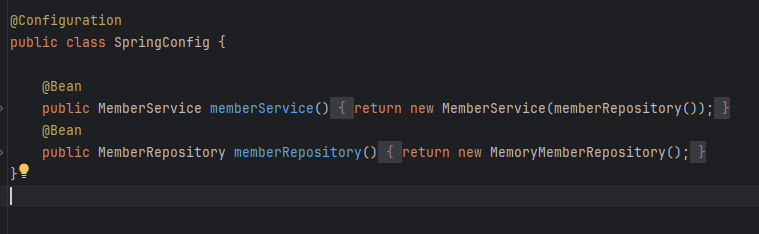 @Configuration
public class SpringConfig {
@Bean
public MemberService memberService() { return new MemberService(memberRepository()); }
@Bean
public MemberRepository memberRepository() { return new MemoryMemberRepository(); }
}